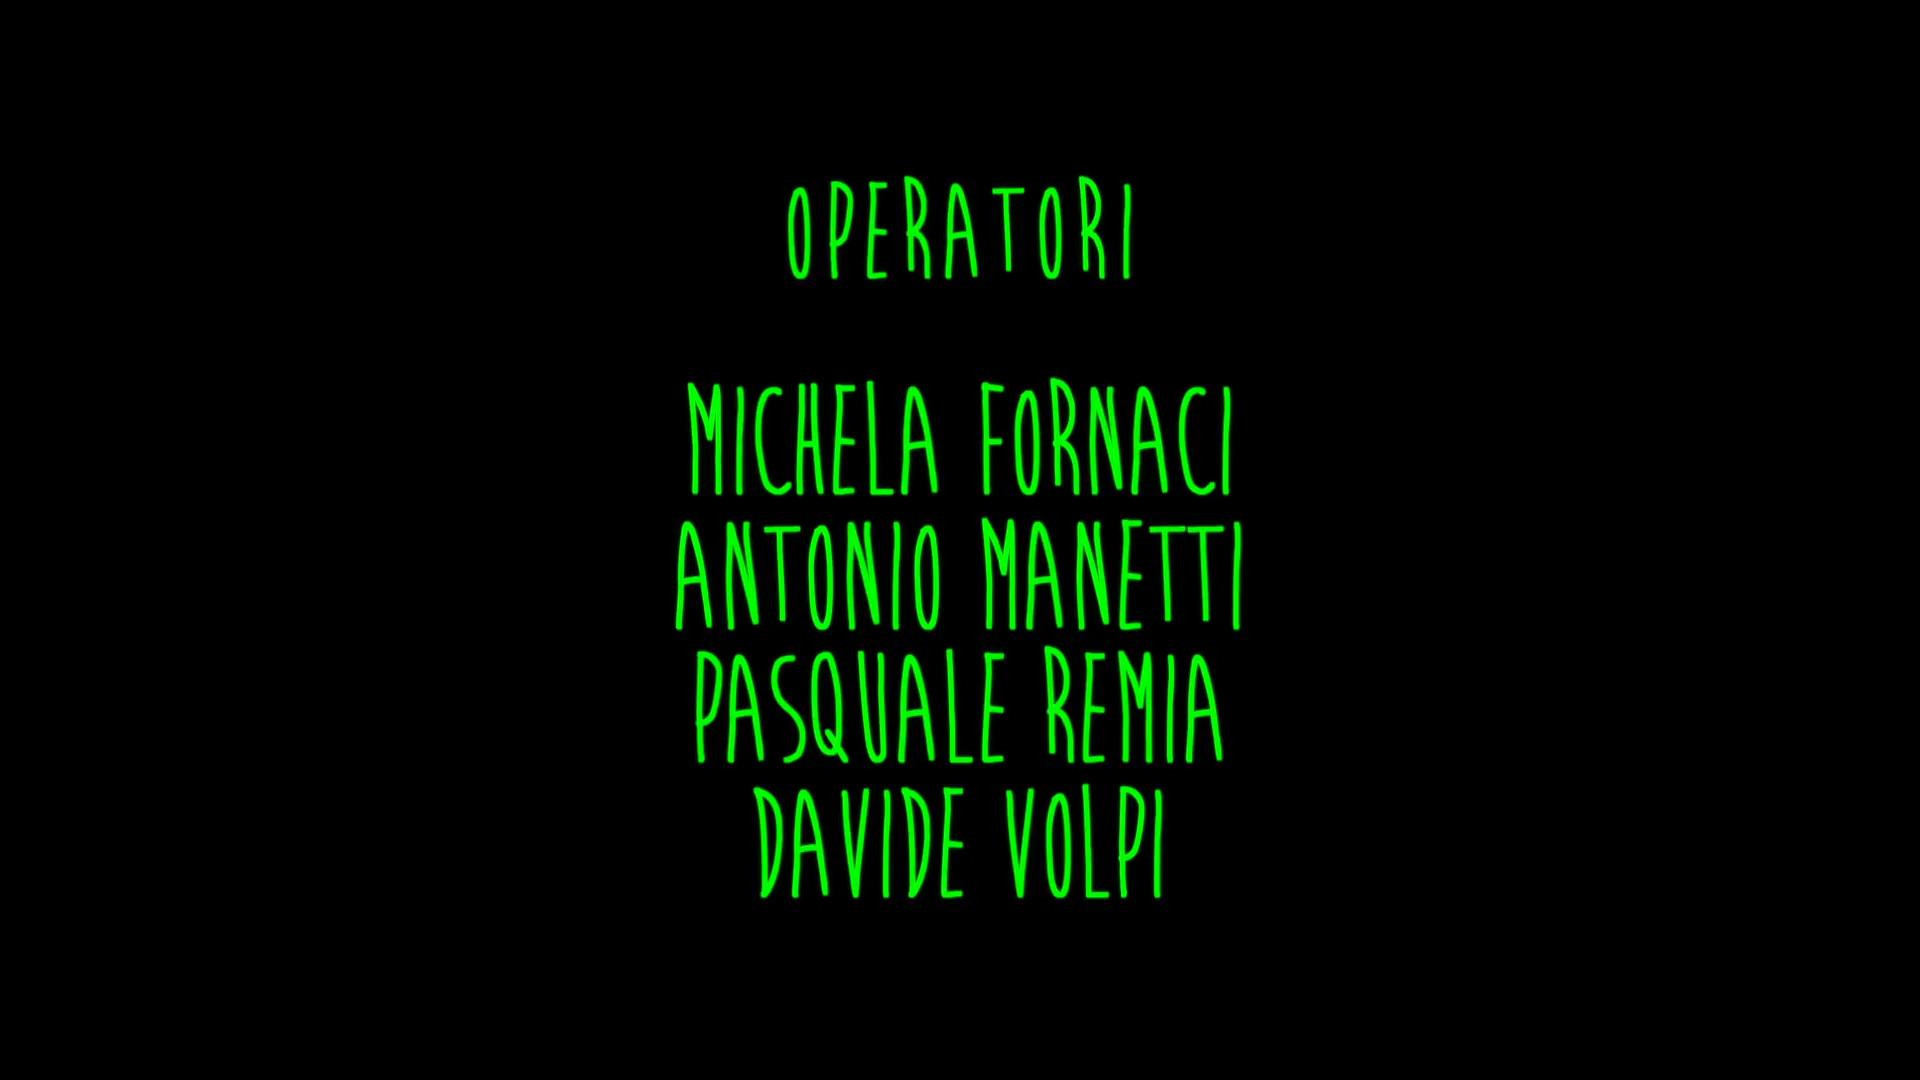 OPERATORI
MICHELA FORNACI
ANTONIO MANETTI
PASQUALE REMIA
DAVIDE VOLPI